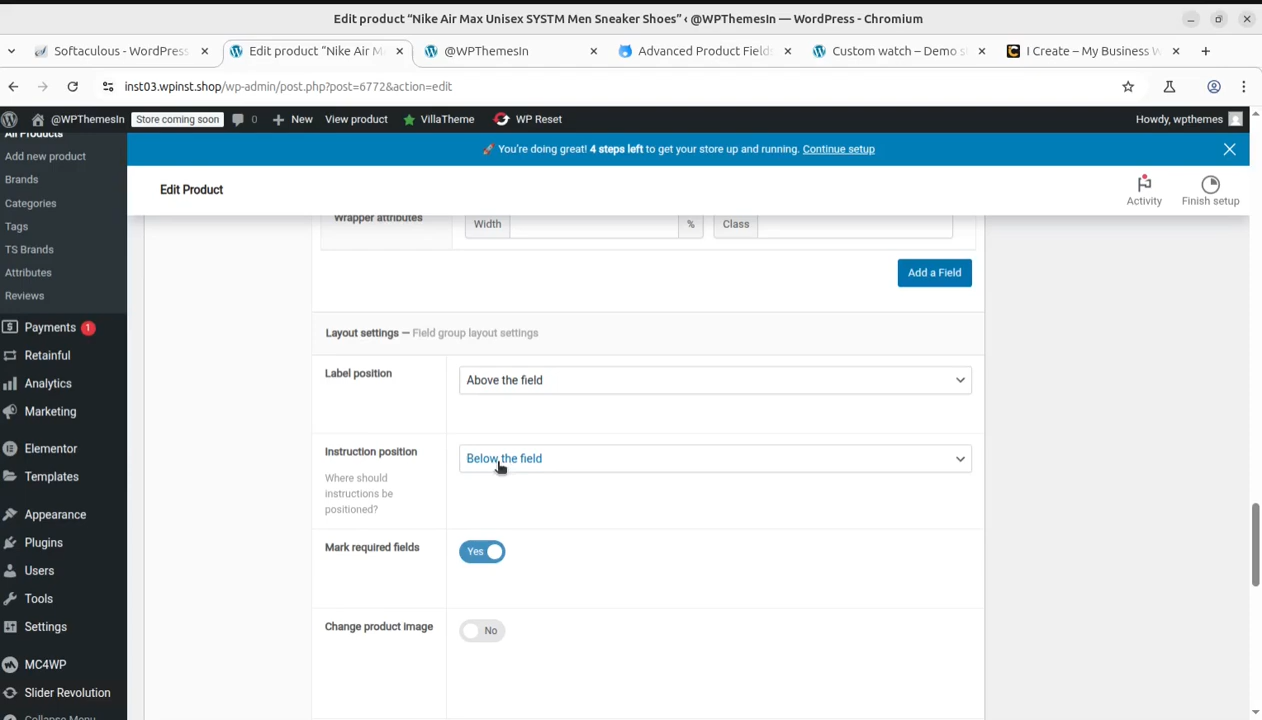 Edit product “Nike Air Max Unisex SYSTM Men Sneaker Shoes” ‹ @WPThemesIn — WordPress - Chromium
Softaculous - WordPress
Edit product “Nike Air M
@WPThemesIn
Advanced Product Field
Custom watch – Demo s
I Create – My Business W
inst03.wpinst.shop/wp-admin/post.php?post=6772&action=edit
@WPThemesIn
Store coming soon
0
New
View product
VillaTheme
WP Reset
Howdy, wpthemes
🚀 You're doing great! 4 steps left to get your store up and running. Continue setup
All Products
Add new product
Brands
Categories
Tags
TS Brands
Attributes
Reviews
Payments 1
Retainful
Analytics
Marketing
Elementor
Templates
Appearance
Plugins
Users
Tools
Settings
MC4WP
Slider Revolution
Collapse Menu
Edit Product
Activity
Finish setup
Wrapper attributes
Width
%
Class
Add a Field
Layout settings — Field group layout settings
Label position
Above the field
Instruction position
Below the field
Where should
instructions be
positioned?
Mark required fields
Yes
Change product image
No